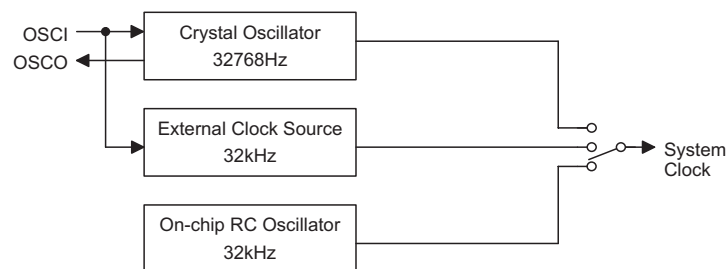 OSCI
OSCO
Crystal Oscillator
32768Hz
External Clock Source
32kHz
On-chip RC Oscillator
32kHz
System
Clock